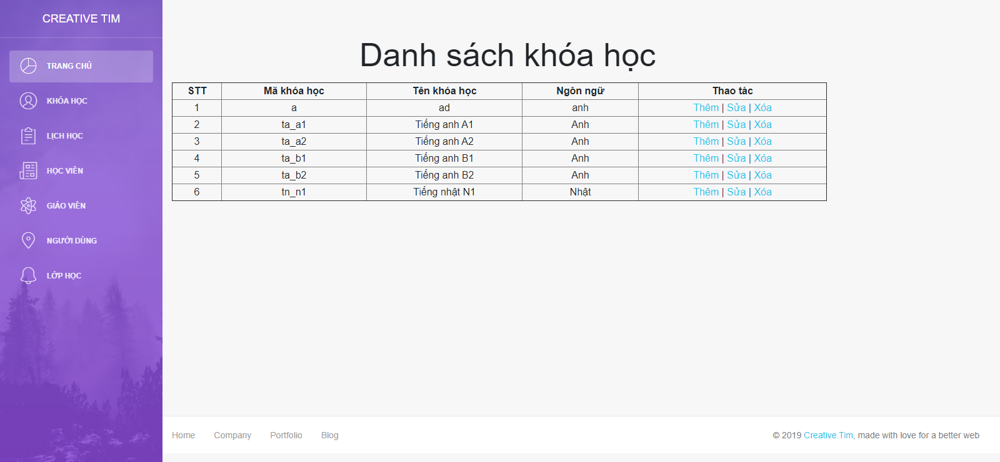 CREATIVE TIM
TRANG CHỦ
KHÓA HỌC
LỊCH HỌC
HỌC VIÊN
GIÁO VIÊN
NGƯỜI DÙNG
LỚP HỌC
Danh sách khóa học
STT Mã khóa học Tên khóa học Ngôn ngữ Thao tác
1 a ad anh Thêm | Sửa | Xóa
2 ta_a1 Tiếng anh A1 Anh Thêm | Sửa | Xóa
3 ta_a2 Tiếng anh A2 Anh Thêm | Sửa | Xóa
4 ta_b1 Tiếng anh B1 Anh Thêm | Sửa | Xóa
5 ta_b2 Tiếng anh B2 Anh Thêm | Sửa | Xóa
6 tn_n1 Tiếng nhật N1 Nhật Thêm | Sửa | Xóa
Home Company Portfolio Blog © 2019 Creative Tim, made with love for a better web